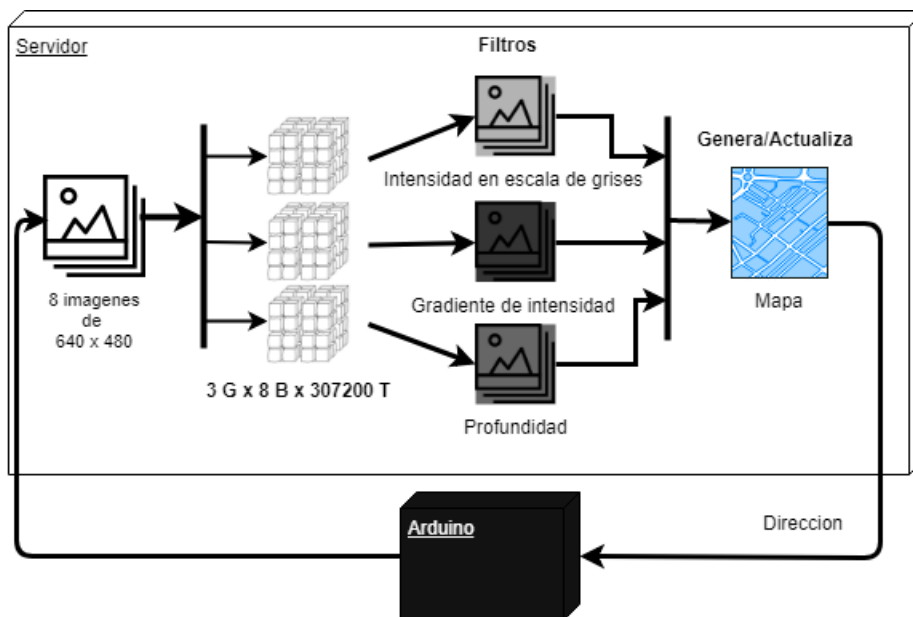 Servidor
Filtros
Genera/Actualiza
Intensidad en escala de grises
8 imagenes
de
640 x 480
Gradiente de intensidad
Mapa
3 G x 8 B x 307200 T
Profundidad
Arduino
Direccion